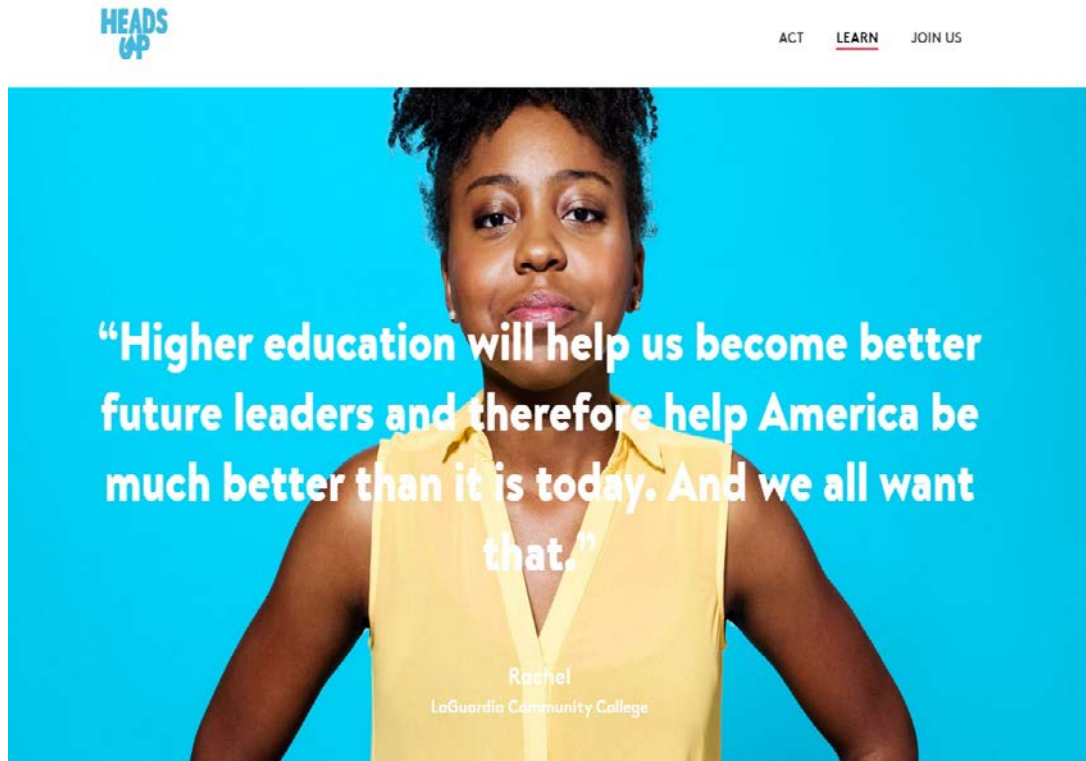 HEADS
UP
ACT LEARN JOIN US
“Higher education will help us become better
future leaders and therefore help America be
much better than it is today. And we all want
that.”
Rachel
LaGuardia Community College